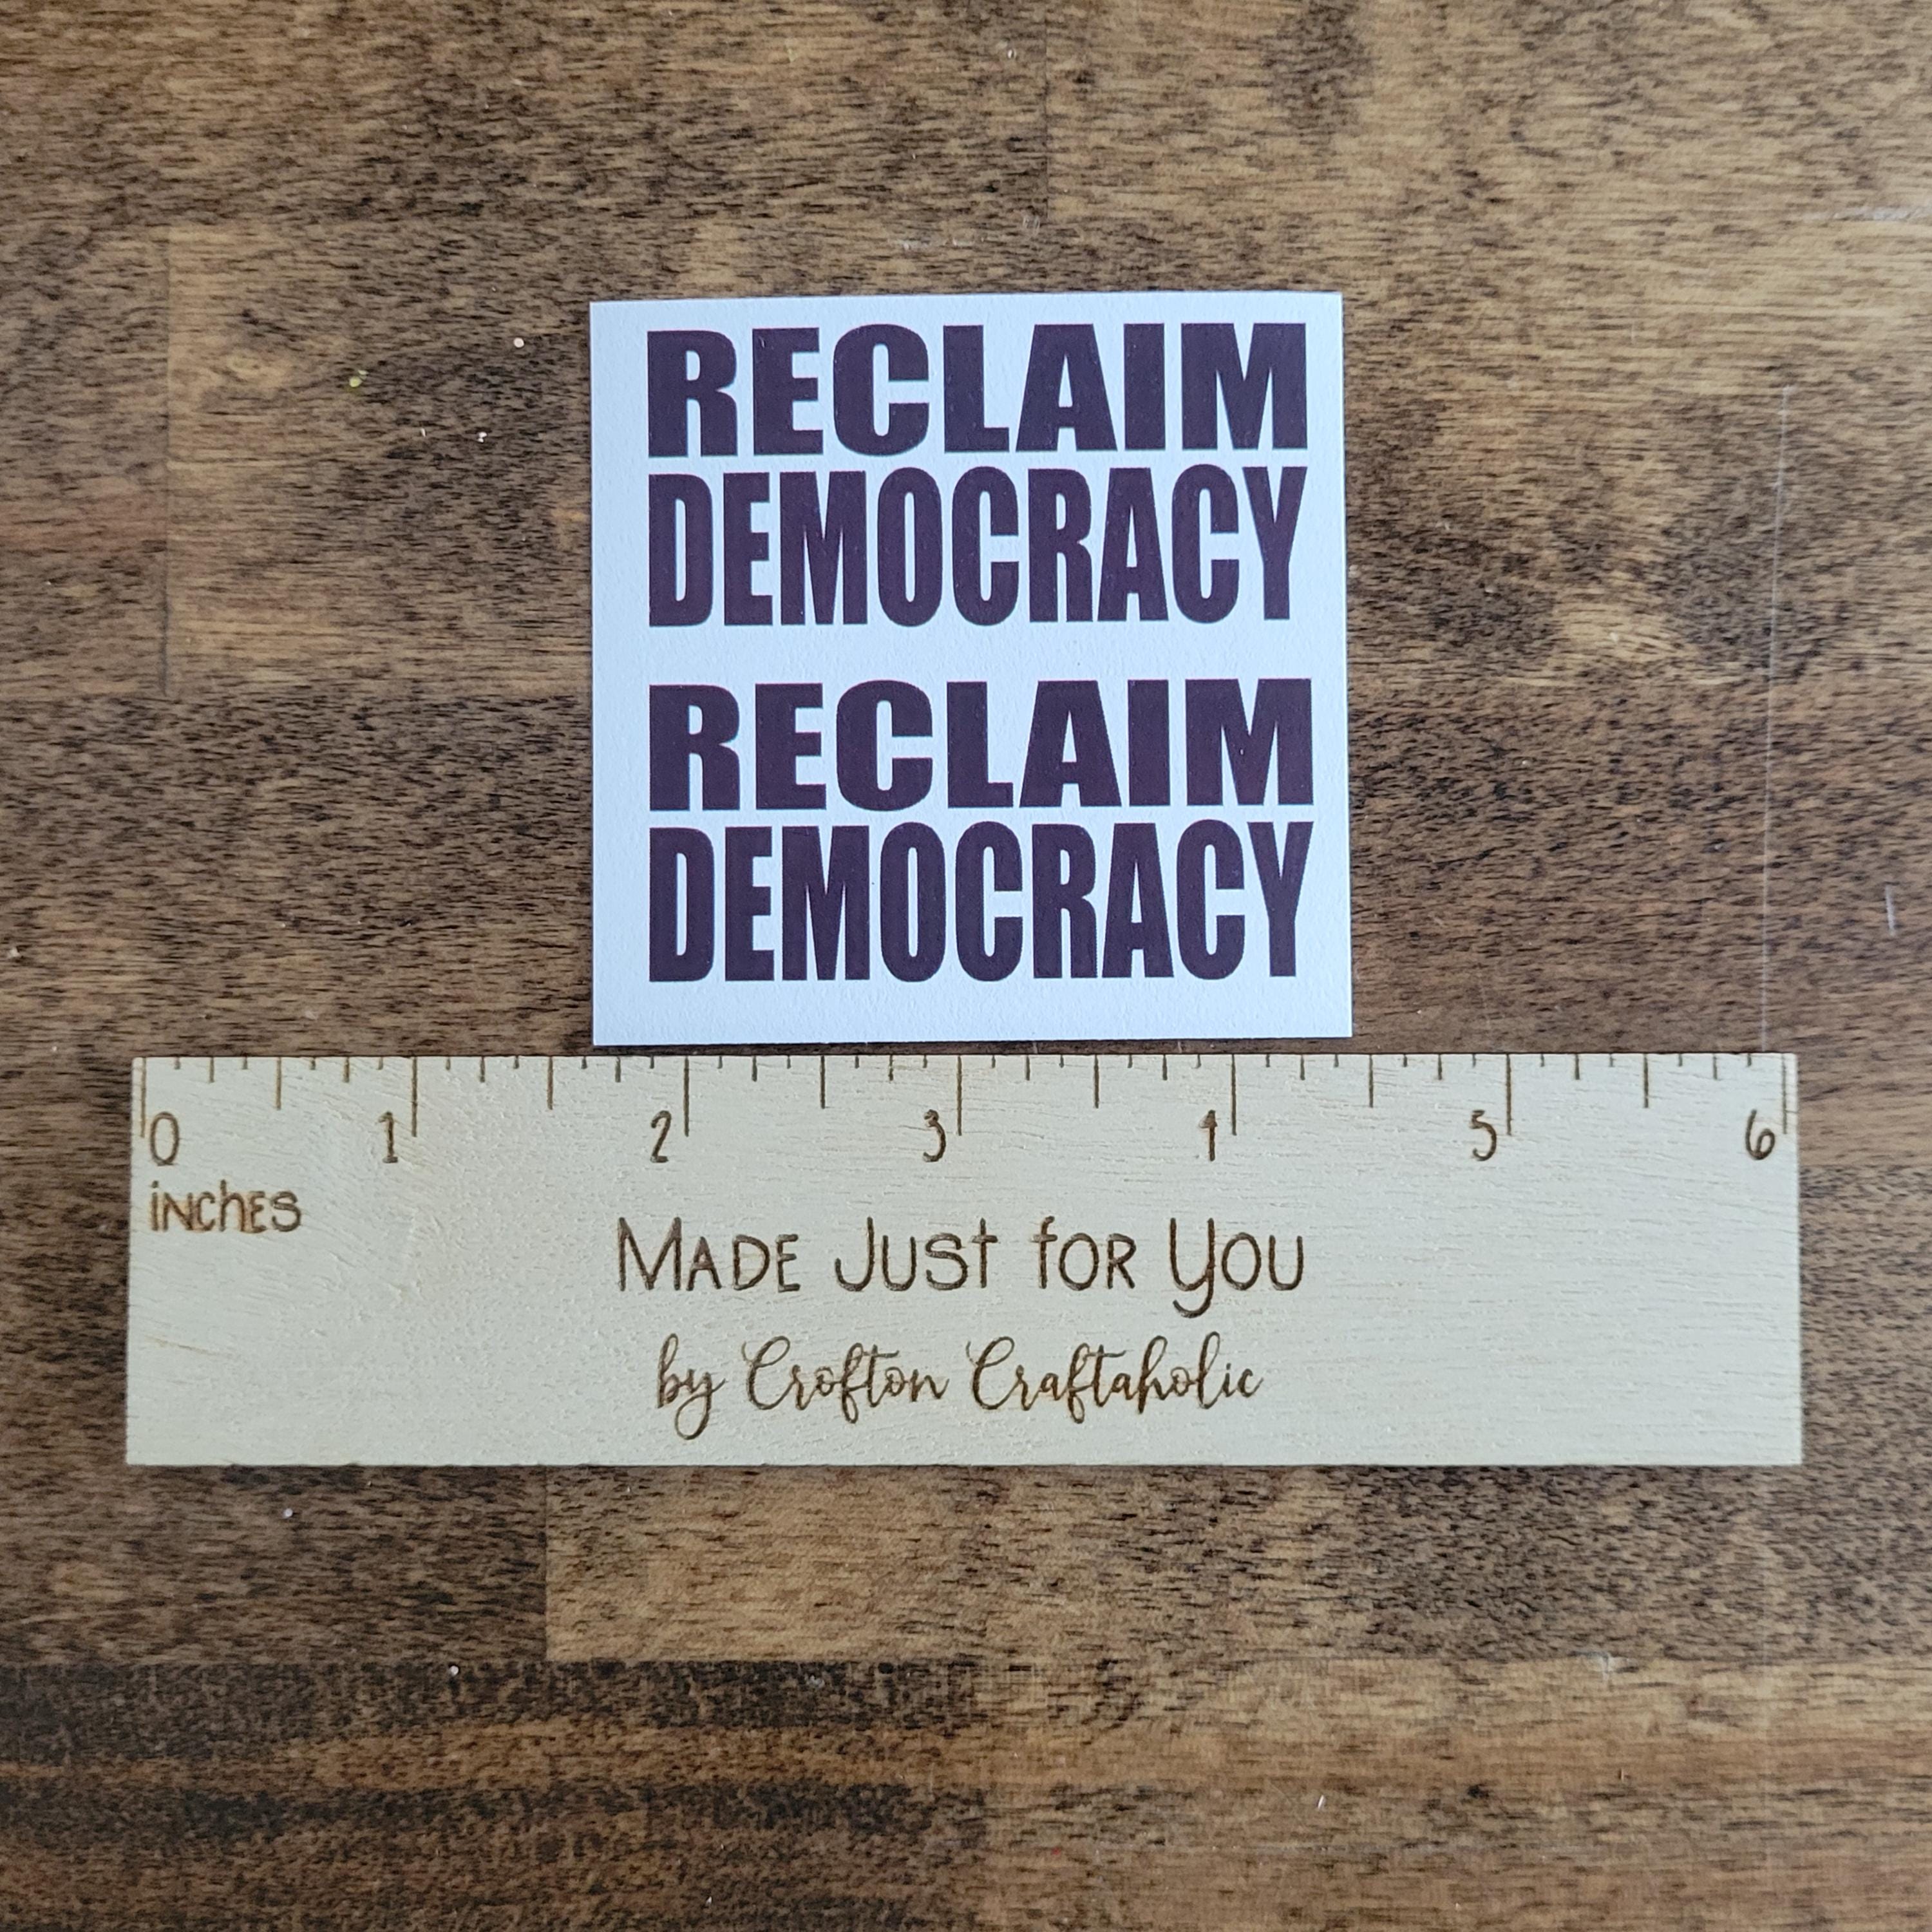 RECLAIM
DEMOCRACY
RECLAIM
DEMOCRACY
0 1 2 3 4 5 6
inches
Made Just for You
by Crofton Craftaholic